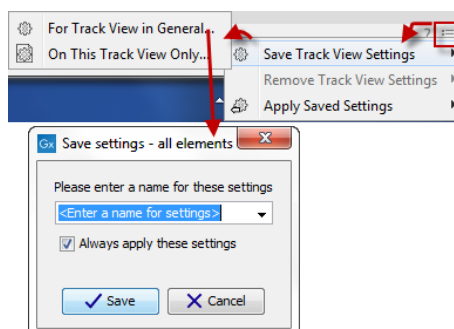 For Track View in General...
On This Track View Only...
?
Save Track View Settings
Remove Track View Settings
Apply Saved Settings
Gx Save settings - all elements
Please enter a name for these settings
<Enter a name for settings>
Always apply these settings
Save Cancel